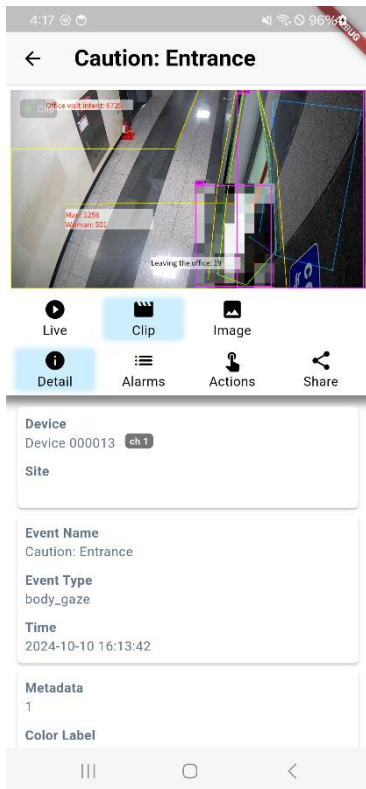 4:17
96%
DEBUG
Caution: Entrance
Clip
Office visit intent: 6725
Man: 1258
Woman: 581
Leaving the office: 19
Live
Clip
Image
Detail
Alarms
Actions
Share
Device
Device 000013
ch 1
Site
Event Name
Caution: Entrance
Event Type
body_gaze
Time
2024-10-10 16:13:42
Metadata
1
Color Label